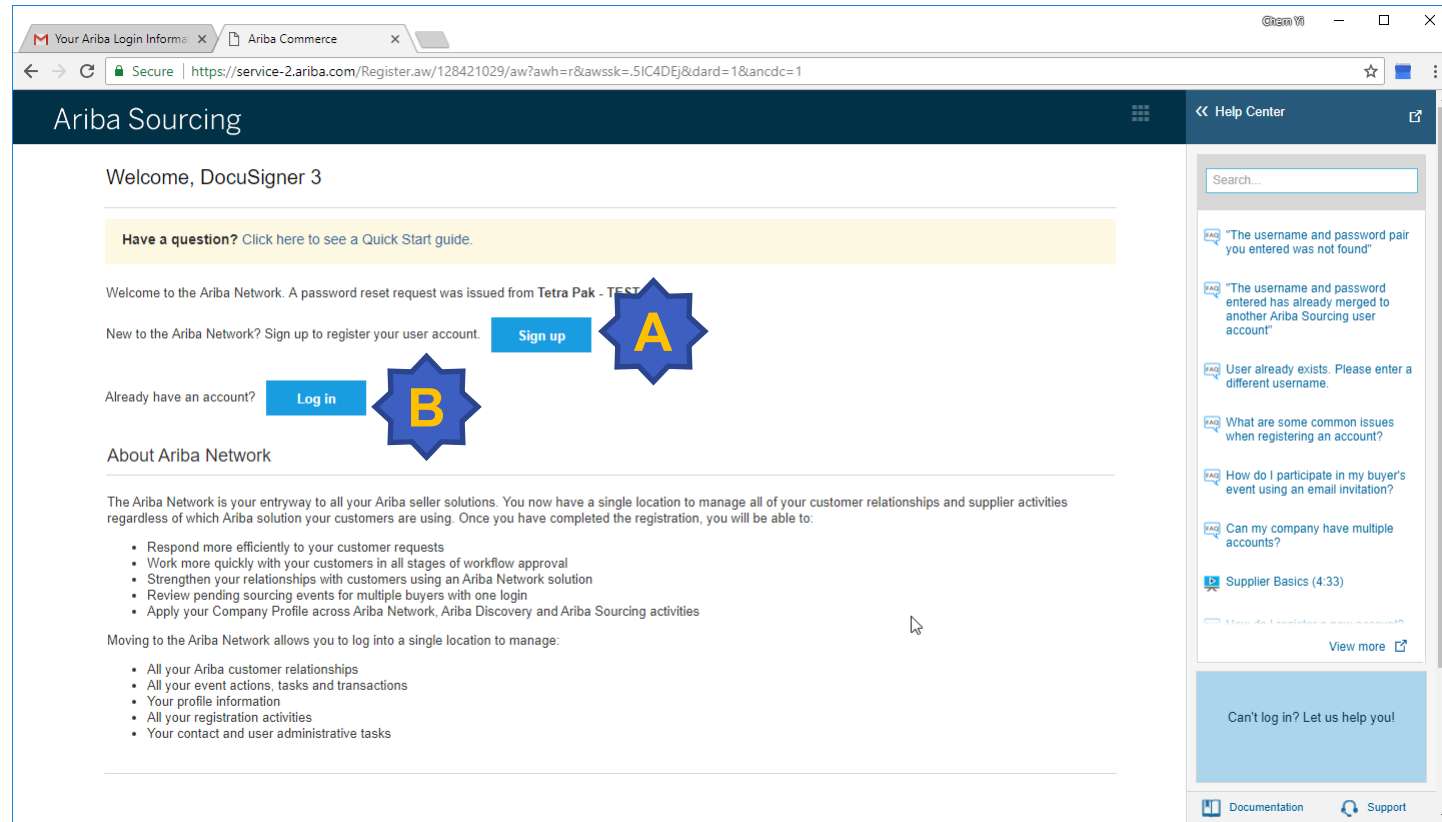 Chern Yi
Your Ariba Login Informa
Ariba Commerce
Secure | https://service-2.ariba.com/Register.aw/128421029/aw?awh=r&awssk=.5IC4DEj&dard=1&ancdc=1
Ariba Sourcing
Welcome, DocuSigner 3
Have a question? Click here to see a Quick Start guide.
Welcome to the Ariba Network. A password reset request was issued from Tetra Pak - TEST
New to the Ariba Network? Sign up to register your user account.
Sign up
A
Already have an account?
Log in
B
About Ariba Network
The Ariba Network is your entryway to all your Ariba seller solutions. You now have a single location to manage all of your customer relationships and supplier activities
regardless of which Ariba solution your customers are using. Once you have completed the registration, you will be able to:
• Respond more efficiently to your customer requests
• Work more quickly with your customers in all stages of workflow approval
• Strengthen your relationships with customers using an Ariba Network solution
• Review pending sourcing events for multiple buyers with one login
• Apply your Company Profile across Ariba Network, Ariba Discovery and Ariba Sourcing activities
Moving to the Ariba Network allows you to log into a single location to manage:
• All your Ariba customer relationships
• All your event actions, tasks and transactions
• Your profile information
• All your registration activities
• Your contact and user administrative tasks
Help Center
Search...
FAQ "The username and password pair
you entered was not found"
FAQ "The username and password
entered has already merged to
another Ariba Sourcing user
account"
FAQ User already exists. Please enter a
different username.
FAQ What are some common issues
when registering an account?
FAQ How do I participate in my buyer's
event using an email invitation?
FAQ Can my company have multiple
accounts?
Supplier Basics (4:33)
How do I register a new account?
View more
Can't log in? Let us help you!
Documentation
Support